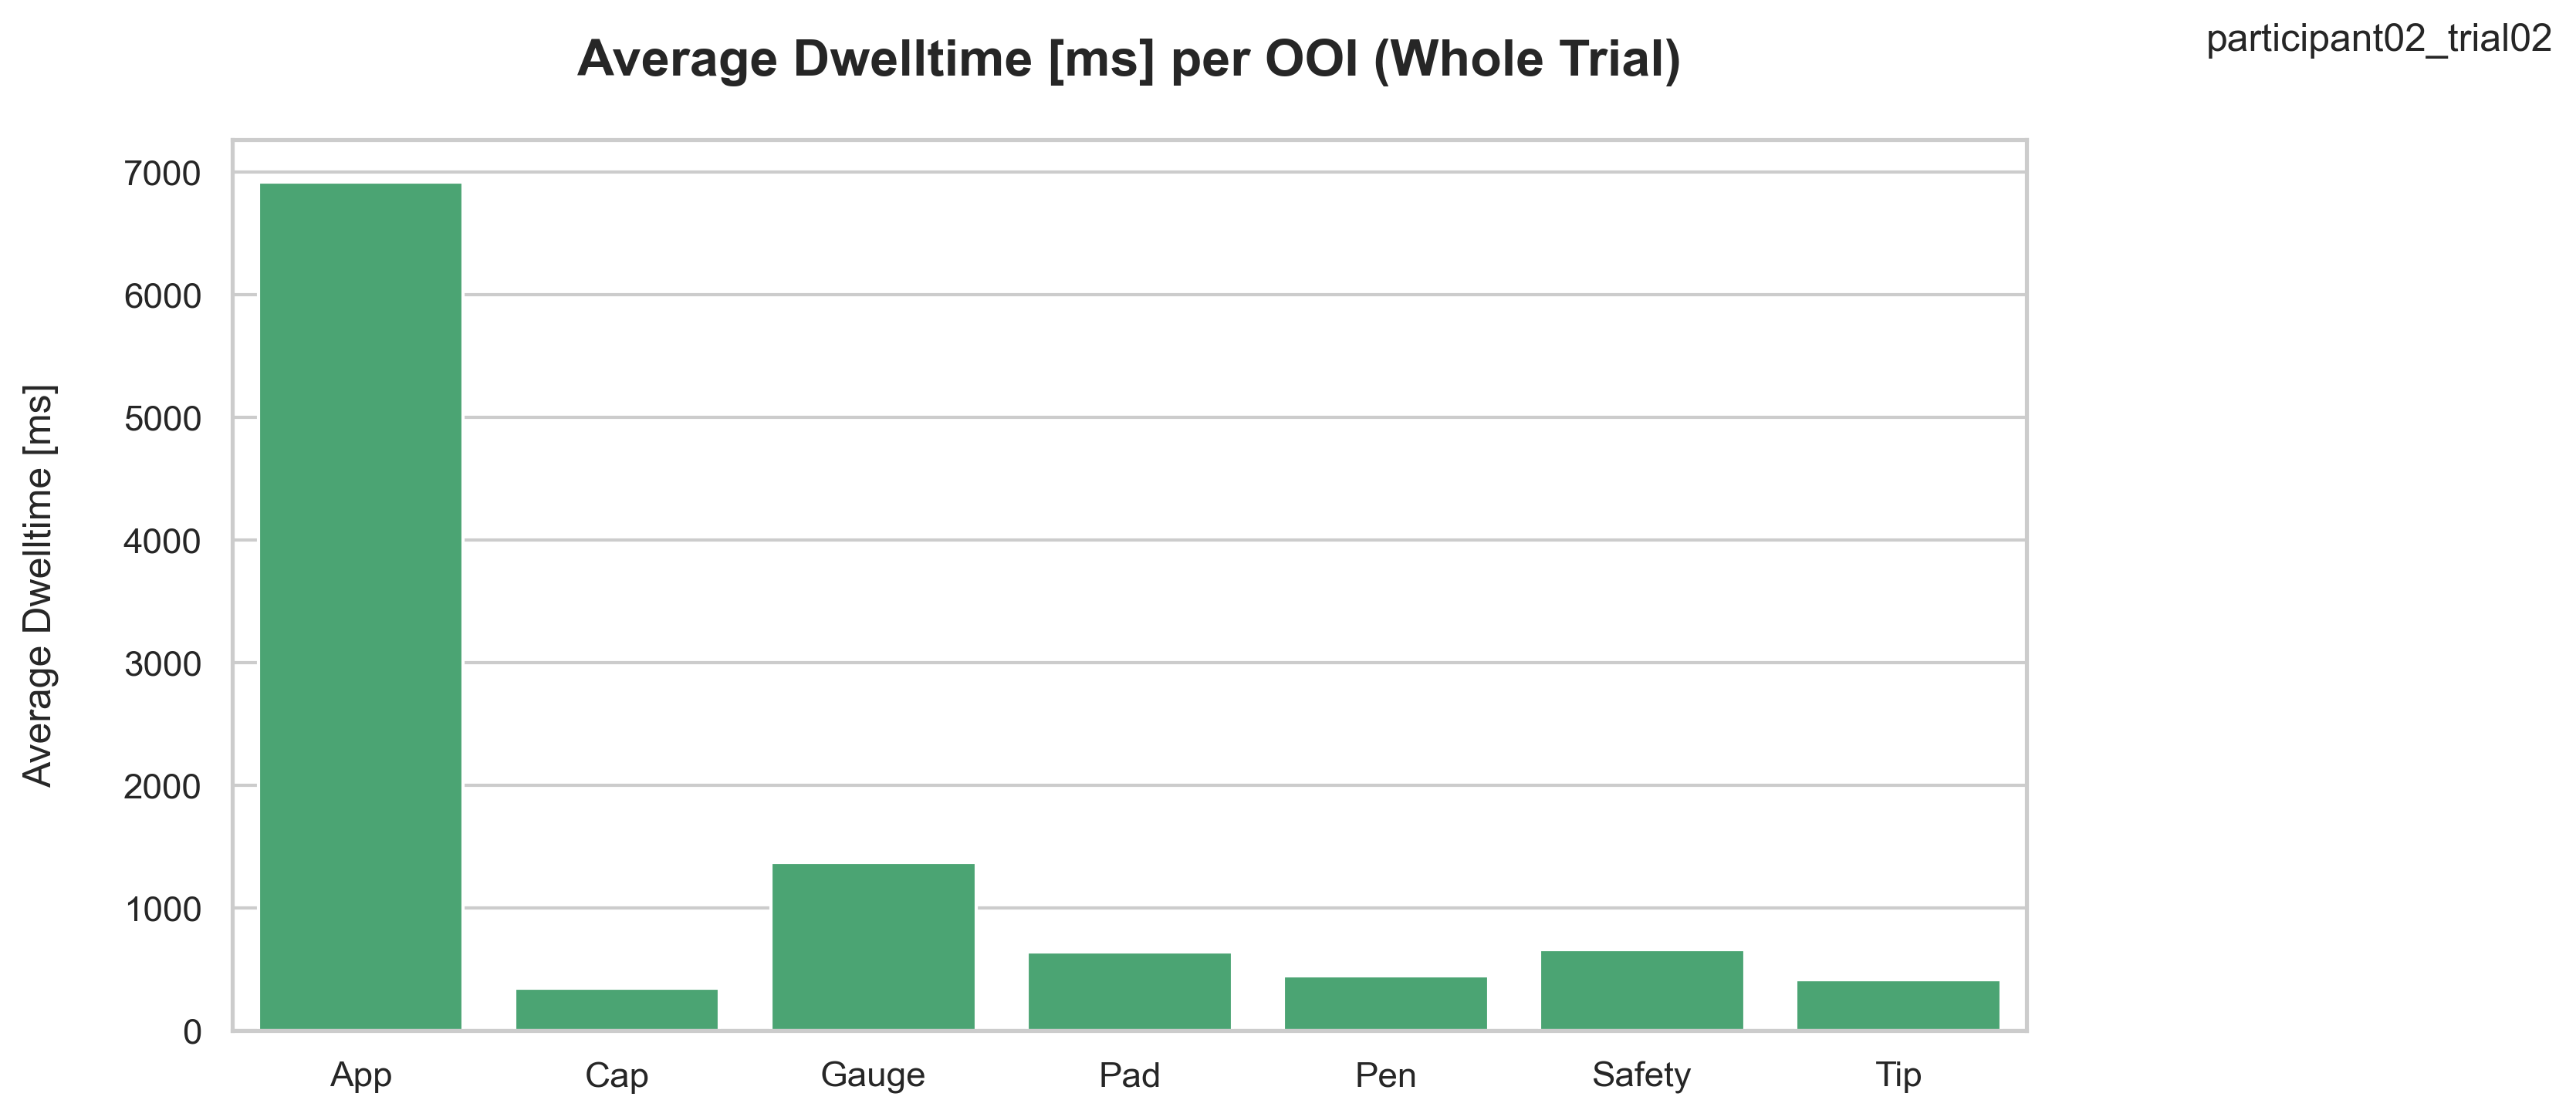 participant02_trial02
Average Dwelltime [ms] per OOI (Whole Trial)
Average Dwelltime [ms]
7000
6000
5000
4000
3000
2000
1000
0
App Cap Gauge Pad Pen Safety Tip